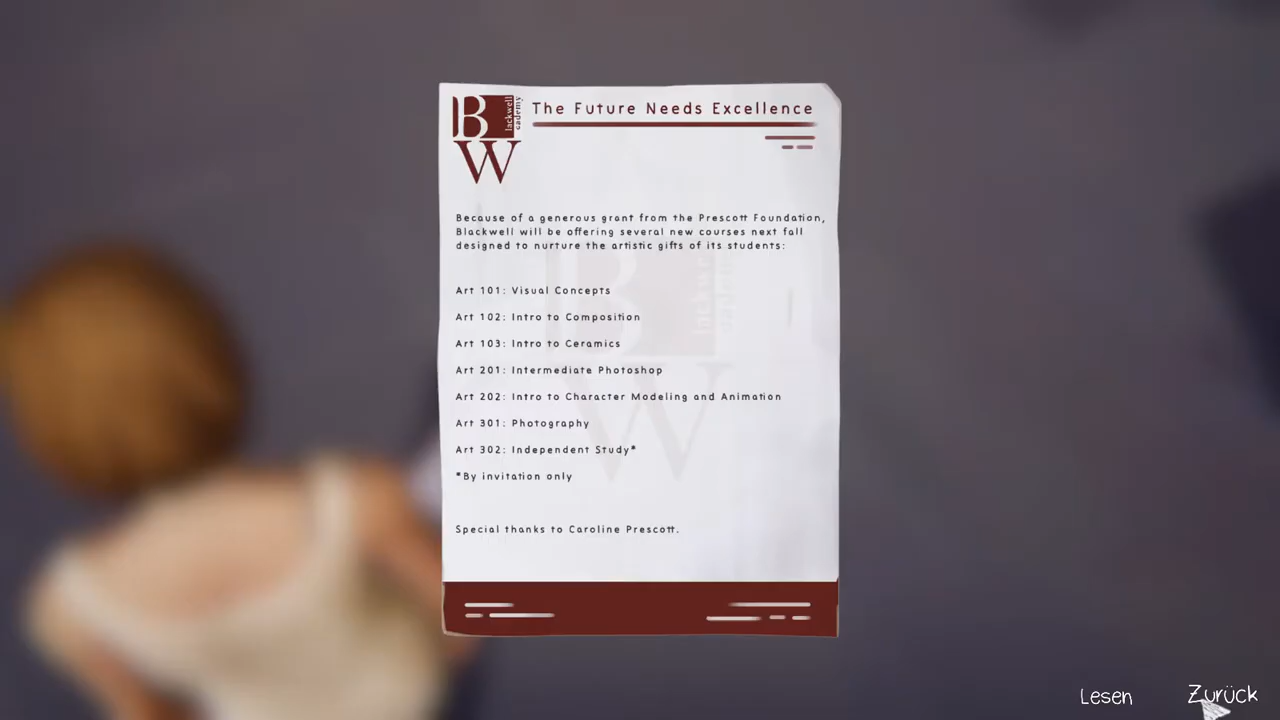 B lackwell cademy
W
The Future Needs Excellence
Because of a generous grant from the Prescott Foundation,
Blackwell will be offering several new courses next fall
designed to nurture the artistic gifts of its students:
Art 101: Visual Concepts
Art 102: Intro to Composition
Art 103: Intro to Ceramics
Art 201: Intermediate Photoshop
Art 202: Intro to Character Modeling and Animation
Art 301: Photography
Art 302: Independent Study*
*By invitation only
Special thanks to Caroline Prescott.
Lesen Zurück